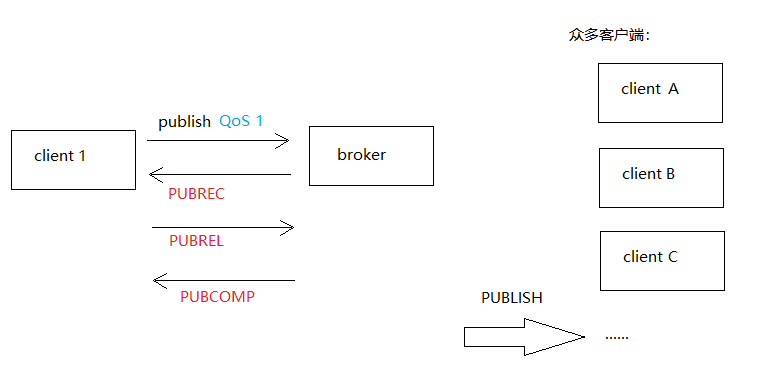 众多客户端：
client A
publish QoS 1
client 1
broker
client B
PUBREC
PUBREL
client C
PUBCOMP
PUBLISH
......